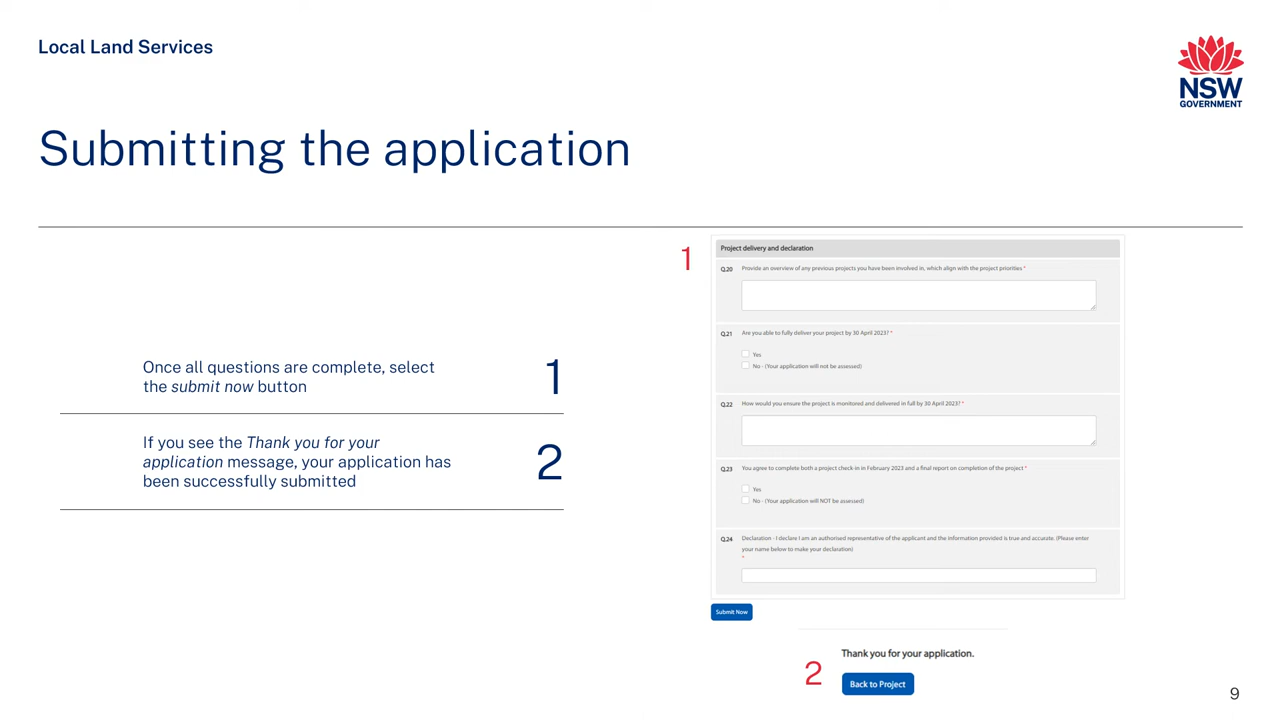 Local Land Services
NSW
GOVERNMENT
Submitting the application
Once all questions are complete, select
the submit now button
1
If you see the Thank you for your
application message, your application has
been successfully submitted
2
1
Project delivery and declaration
Q.20 Provide an overview of any previous projects you have been involved in, which align with the project priorities *
Q.21 Are you able to fully deliver your project by 30 April 2023? *
Yes
No - (Your application will not be assessed)
Q.22 How would you ensure the project is monitored and delivered in full by 30 April 2023? *
Q.23 You agree to complete both a project check-in in February 2023 and a final report on completion of the project *
Yes
No - (Your application will NOT be assessed)
Q.24 Declaration - I declare I am an authorised representative of the applicant and the information provided is true and accurate. (Please enter
your name below to make your declaration)
*
Submit Now
2
Thank you for your application.
Back to Project
9